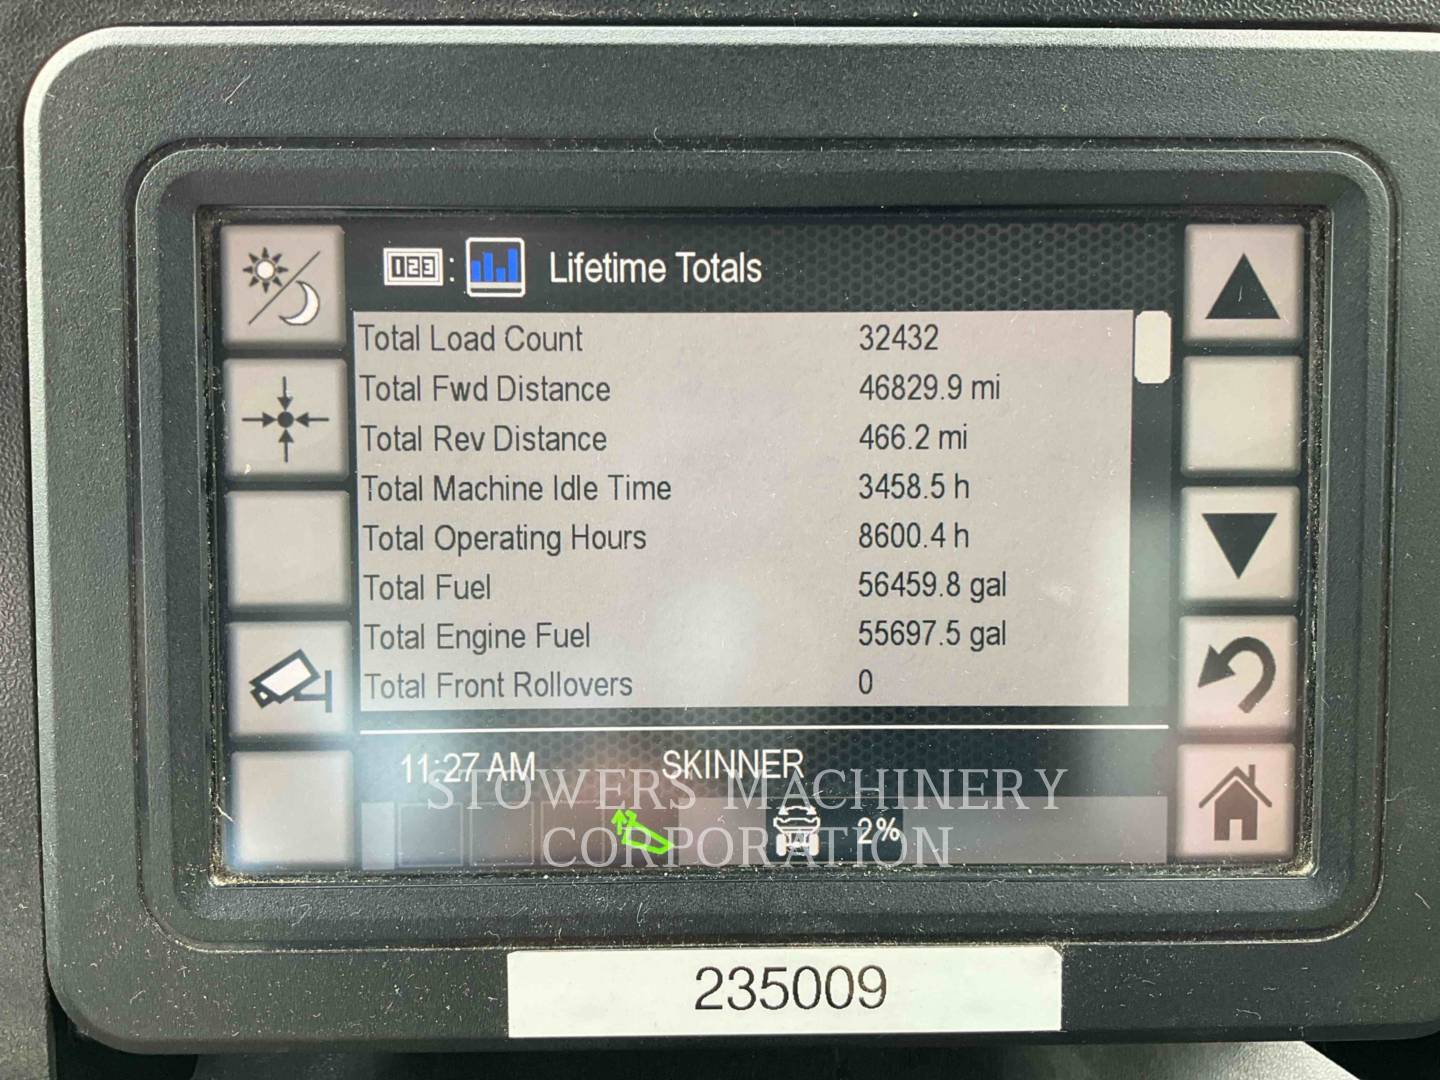 123 : Lifetime Totals
Total Load Count 32432
Total Fwd Distance 46829.9 mi
Total Rev Distance 466.2 mi
Total Machine Idle Time 3458.5 h
Total Operating Hours 8600.4 h
Total Fuel 56459.8 gal
Total Engine Fuel 55697.5 gal
Total Front Rollovers 0
11:27 AM SKINNER
STOWERS MACHINERY
CORPORATION
2%
235009